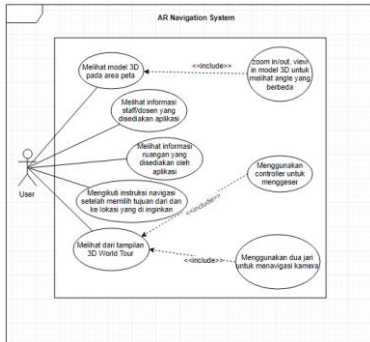 AR Navigation System
Melihat model 3D
pada area peta
<<include>>
zoom in/out, view
in model 3D untuk
melihat angle yang
berbeda
Melihat informasi
staff/dosen yang
disediakan aplikasi
Melihat informasi
ruangan yang
disediakan oleh
aplikasi
User
Mengikuti instruksi navigasi
setelah memilih tujuan dari dan
ke lokasi yang di inginkan
Menggunakan
controller untuk
menggeser
<<include>>
Melihat dari tampilan
3D World Tour
<<include>>
Menggunakan dua jari
untuk menavigasi kamera